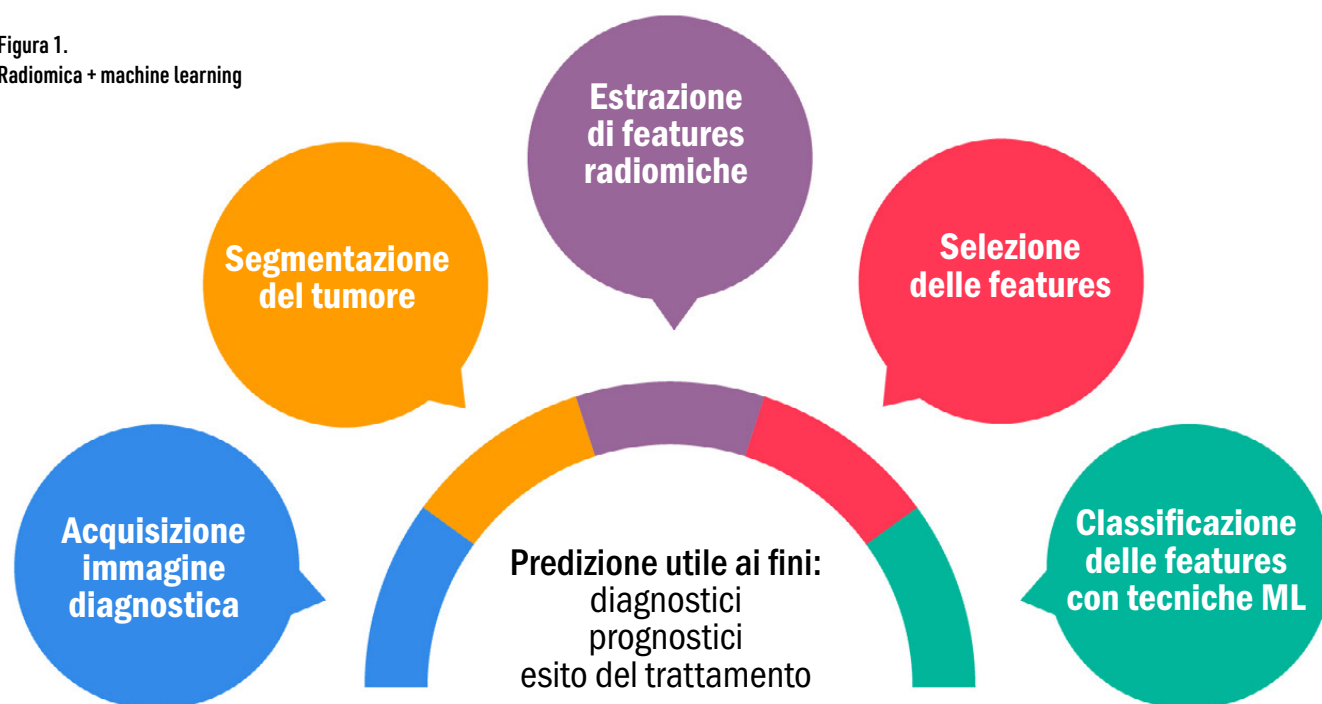 Figura 1.
Radiomica + machine learning
Acquisizione
immagine
diagnostica
Segmentazione
del tumore
Estrazione
di features
radiomiche
Selezione
delle features
Classificazione
delle features
con tecniche ML
Predizione utile ai fini:
diagnostici
prognostici
esito del trattamento